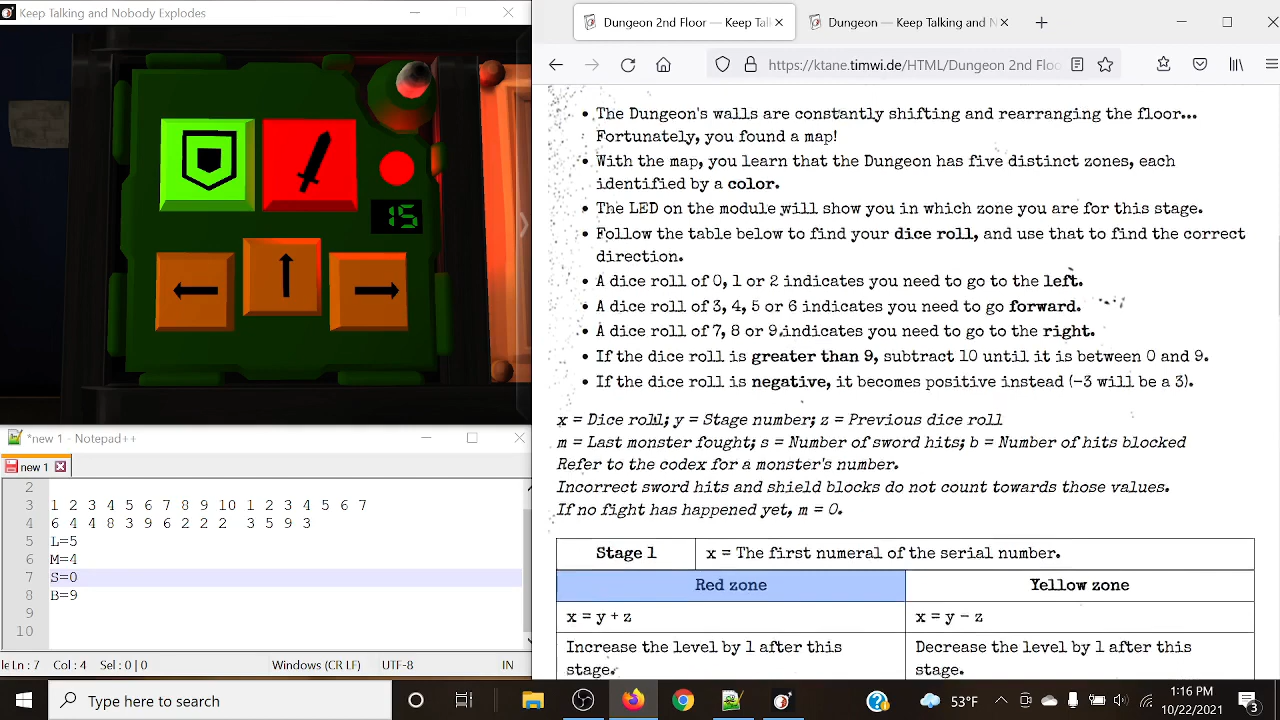 Keep Talking and Nobody Explodes
15
*new 1 - Notepad++
new 1
2
3 1 2 3 4 5 6 7 8 9 10 1 2 3 4 5 6 7
4 6 4 4 8 3 9 6 2 2 2 3 5 9 3
5 L=5
6 M=4
7 S=0
8 B=9
9
10
le Ln : 7 Col : 4 Sel : 0 | 0 Windows (CR LF) UTF-8 IN
Dungeon 2nd Floor — Keep Talk
Dungeon — Keep Talking and N
https://ktane.timwi.de/HTML/Dungeon 2nd Floo
The Dungeon's walls are constantly shifting and rearranging the floor...
Fortunately, you found a map!
With the map, you learn that the Dungeon has five distinct zones, each
identified by a color.
The LED on the module will show you in which zone you are for this stage.
Follow the table below to find your dice roll, and use that to find the correct
direction.
A dice roll of 0, 1 or 2 indicates you need to go to the left.
A dice roll of 3, 4, 5 or 6 indicates you need to go forward.
A dice roll of 7, 8 or 9 indicates you need to go to the right.
If the dice roll is greater than 9, subtract 10 until it is between 0 and 9.
If the dice roll is negative, it becomes positive instead (-3 will be a 3).
x = Dice roll; y = Stage number; z = Previous dice roll
m = Last monster fought; s = Number of sword hits; b = Number of hits blocked
Refer to the codex for a monster's number.
Incorrect sword hits and shield blocks do not count towards those values.
If no fight has happened yet, m = 0.
Stage 1 x = The first numeral of the serial number.
Red zone Yellow zone
x = y + z x = y − z
Increase the level by 1 after this
stage.
Decrease the level by 1 after this
stage.
Type here to search
53°F
1:16 PM
10/22/2021
3